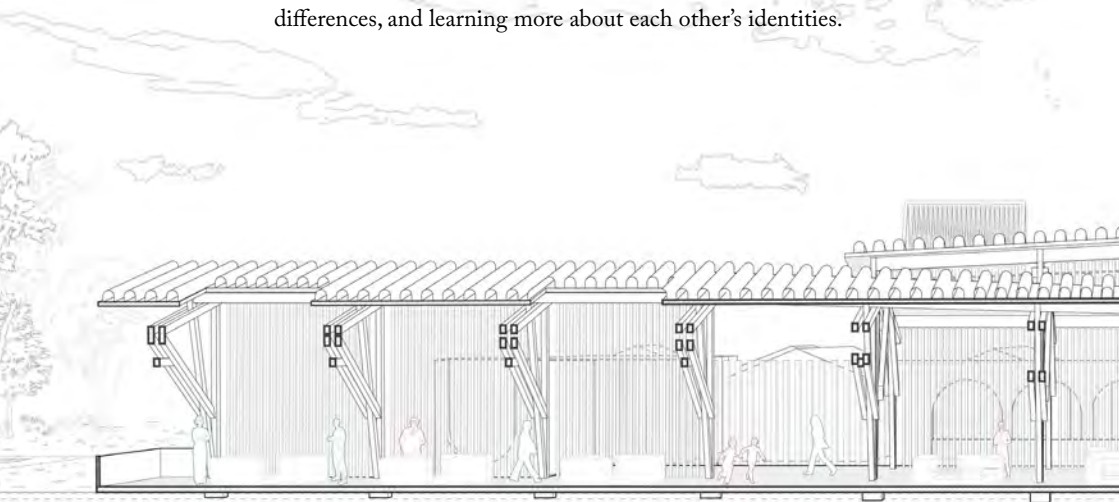 differences, and learning more about each other’s identities.